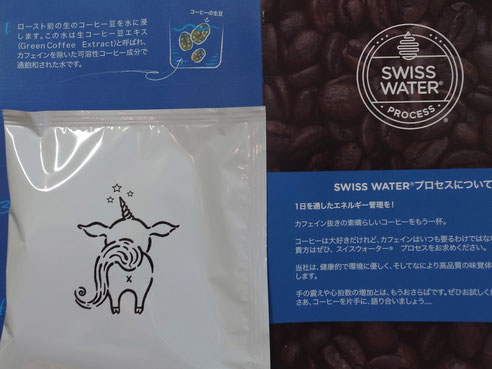 ロースト前の生のコーヒー豆を水に浸
します。この水は生コーヒー豆エキス
(Green Coffee Extract)と呼ばれ、
カフェインを除いた可溶性コーヒー成分で
過飽和された水です。
コーヒーの生豆
SWISS
WATER®
PROCESS
SWISS WATER®プロセスについて
1日を通したエネルギー管理を！
カフェイン抜きの素晴らしいコーヒーをもう一杯。
コーヒーは大好きだけれど、カフェインはいつも要るわけではない
貴方はぜひ、スイスウォーター® プロセスをお求めください。
当社は、健康的で環境に優しく、そしてなにより高品質の味覚体
します。
手の震えや心拍数の増加とは、もうおさらばです。ぜひお試しくだ
さあ、コーヒーを片手に、語り合いましょう....